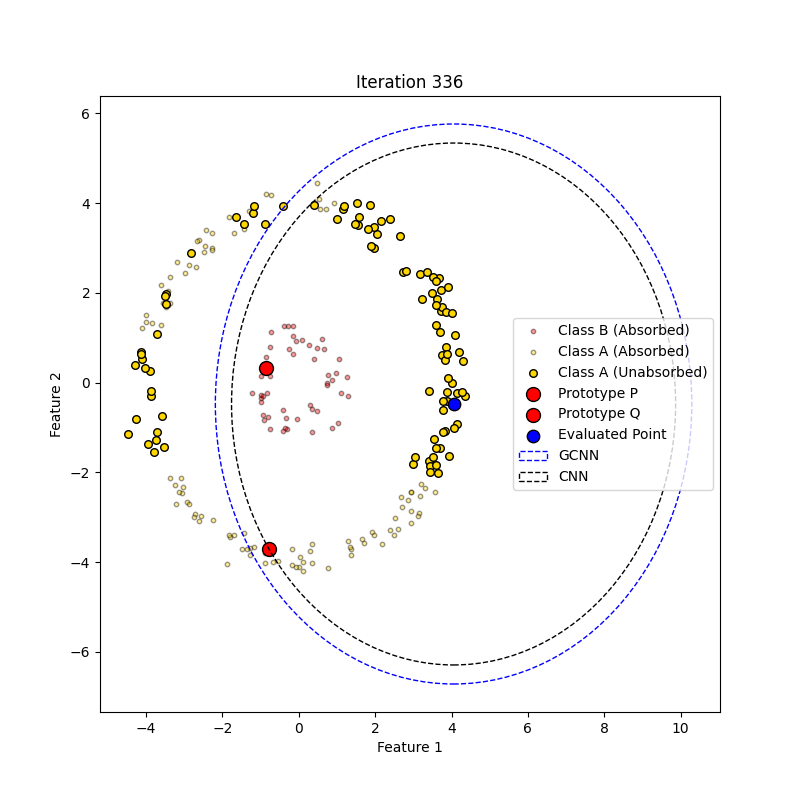 Iteration 336
6
4
2
0
−2
−4
−6
Feature 2
Class B (Absorbed)
Class A (Absorbed)
Class A (Unabsorbed)
Prototype P
Prototype Q
Evaluated Point
GCNN
CNN
−4
−2
0
2
4
6
8
10
Feature 1